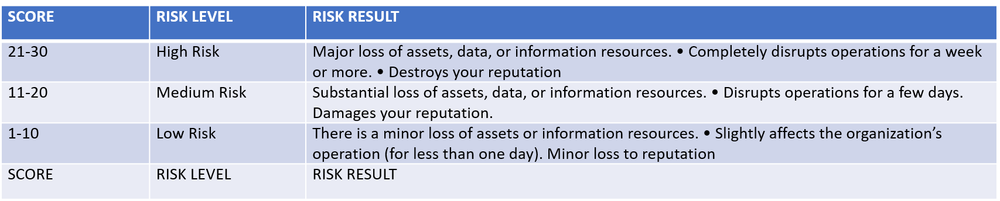 SCORE RISK LEVEL RISK RESULT
21-30 High Risk Major loss of assets, data, or information resources. • Completely disrupts operations for a week
or more. • Destroys your reputation
11-20 Medium Risk Substantial loss of assets, data, or information resources. • Disrupts operations for a few days.
Damages your reputation.
1-10 Low Risk There is a minor loss of assets or information resources. • Slightly affects the organization’s
operation (for less than one day). Minor loss to reputation
SCORE RISK LEVEL RISK RESULT